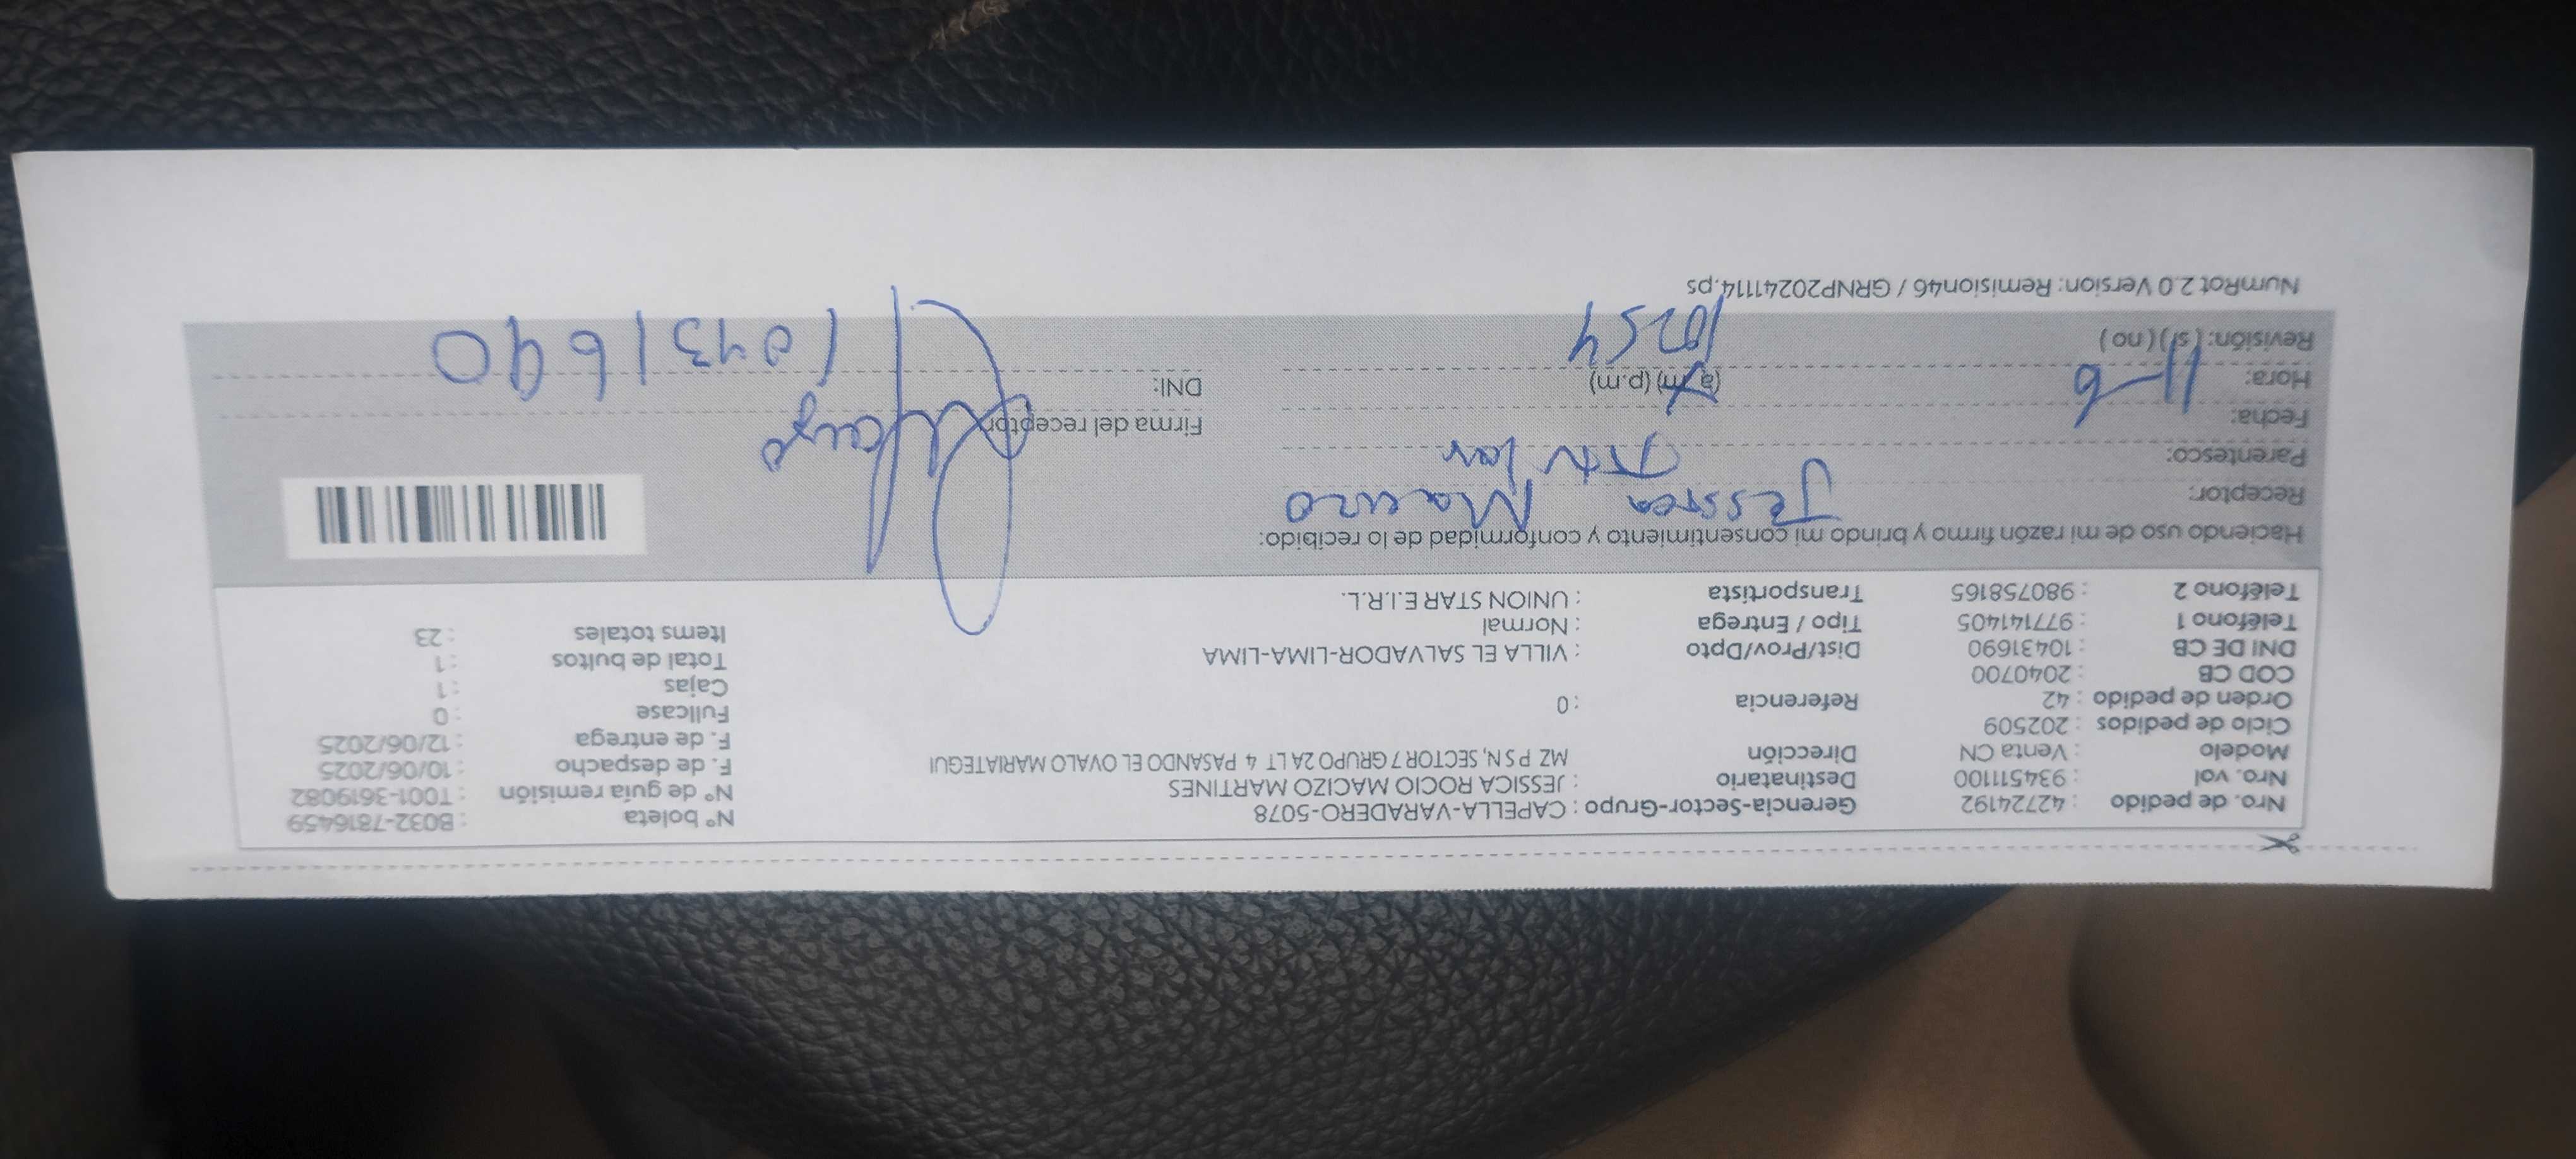 Nro. de pedido : 42724192 Gerencia-Sector-Grupo : CAPELLA-VARADERO-5078 N° boleta : B032-7816459
Nro. vol : 934511100 Destinatario : JESSICA ROCIO MACIZO MARTINES N° de guía remisión : T001-3619082
Modelo : Venta CN Dirección MZ P S N, SECTOR 7 GRUPO 2A LT 4 PASANDO EL OVALO MARIATEGUI F. de despacho : 10/06/2025
Ciclo de pedidos : 202509 F. de entrega : 12/06/2025
Orden de pedido : 42 Referencia : 0 Fullcase : 0
COD CB : 2040700 Cajas : 1
DNI DE CB : 10431690 Dist/Prov/Dpto : VILLA EL SALVADOR-LIMA-LIMA Total de bultos : 1
Teléfono 1 : 977141405 Tipo / Entrega : Normal Items totales : 23
Teléfono 2 : 980758165 Transportista : UNION STAR E.I.R.L.
Haciendo uso de mi razón firmo y brindo mi consentimiento y conformidad de lo recibido:
Receptor: Jessica Macizo
Parentesco: Titular
Fecha: 11-6 Firma del receptor
Hora: 10:54 (a.m) (p.m) DNI: 10431690
Revisión: ( si ) ( no )
NumRot 2.0 Version: Remision46 / GRNP20241114.ps